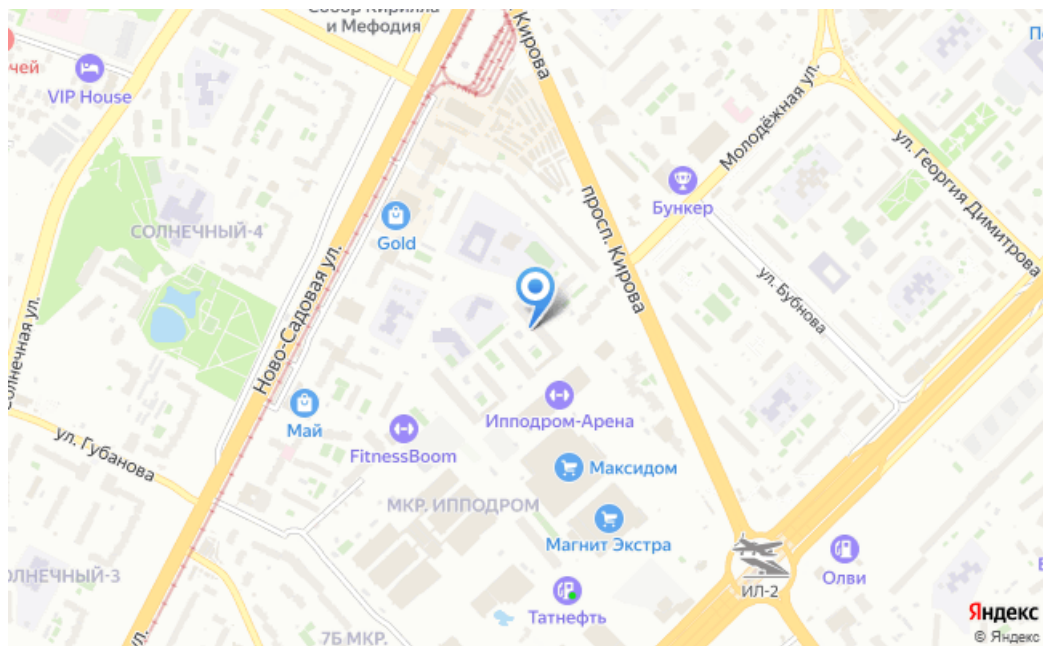 Собор Кирилла
и Мефодия
Кирова
чей
VIP House
Молодёжная ул.
ул. Георгия Димитрова
Бункер
просп. Кирова
СОЛНЕЧНЫЙ-4
Gold
Ново-Садовая ул.
ул. Бубнова
Солнечная ул.
Май
Ипподром-Арена
FitnessBoom
ул. Губанова
Максидом
МКР. ИППОДРОМ
Магнит Экстра
ОЛНЕЧНЫЙ-3
ИЛ-2
Олви
Татнефть
7Б МКР.
ул.
Яндекс
© Яндекс